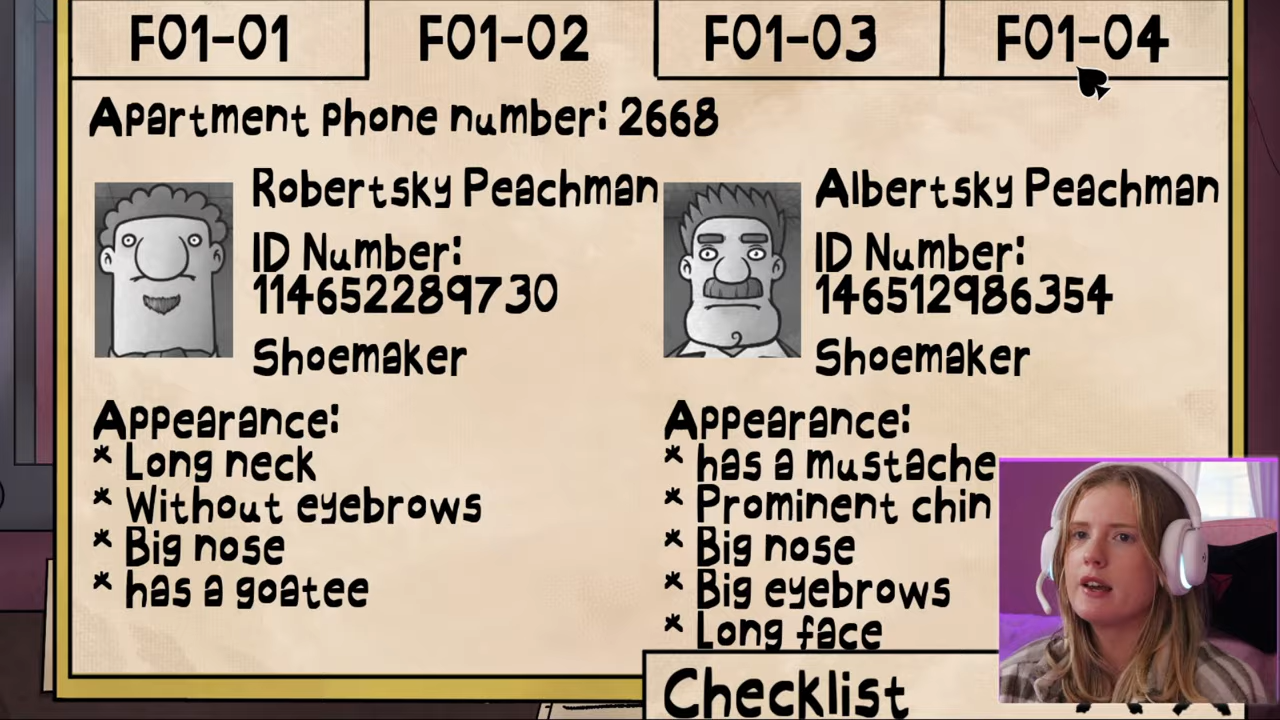 F01-01 F01-02 F01-03 F01-04
Apartment phone number: 2668
Robertsky Peachman
ID Number:
114652289730
Shoemaker
Appearance:
* Long neck
* Without eyebrows
* Big nose
* has a goatee
Albertsky Peachman
ID Number:
146512986354
Shoemaker
Appearance:
* has a mustache
* Prominent chin
* Big nose
* Big eyebrows
* Long face
Checklist